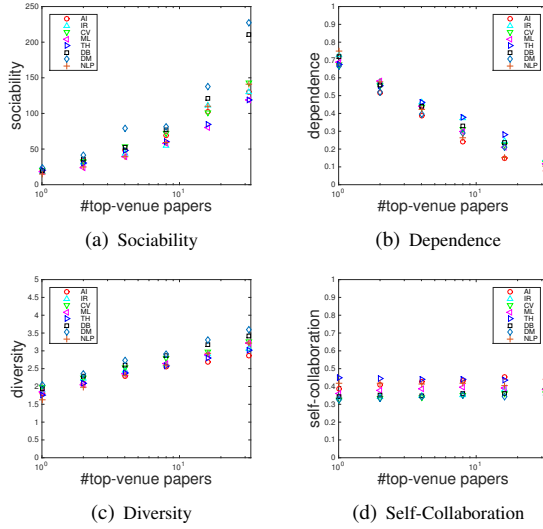 250
200
150
100
50
0
sociability
AI
IR
CV
ML
TH
DB
DM
NLP
10^0
10^1
#top-venue papers
(a) Sociability
1
0.9
0.8
0.7
0.6
0.5
0.4
0.3
0.2
0.1
0
dependence
AI
IR
CV
ML
TH
DB
DM
NLP
10^0
10^1
#top-venue papers
(b) Dependence
5
4.5
4
3.5
3
2.5
2
1.5
1
0.5
0
diversity
AI
IR
CV
ML
TH
DB
DM
NLP
10^0
10^1
#top-venue papers
(c) Diversity
1
0.9
0.8
0.7
0.6
0.5
0.4
0.3
0.2
0.1
0
self-collaboration
AI
IR
CV
ML
TH
DB
DM
NLP
10^0
10^1
#top-venue papers
(d) Self-Collaboration